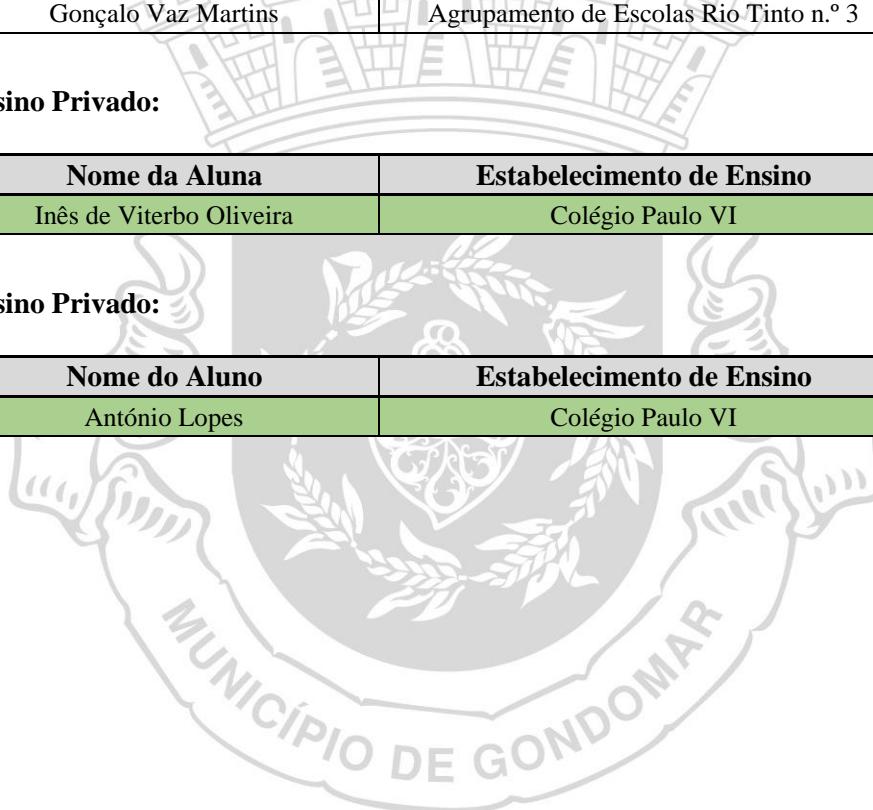 Gonçalo Vaz Martins Agrupamento de Escolas Rio Tinto n.º 3
sino Privado:
Nome da Aluna Estabelecimento de Ensino
Inês de Viterbo Oliveira Colégio Paulo VI
sino Privado:
Nome do Aluno Estabelecimento de Ensino
António Lopes Colégio Paulo VI
MUNICÍPIO DE GONDOMAR